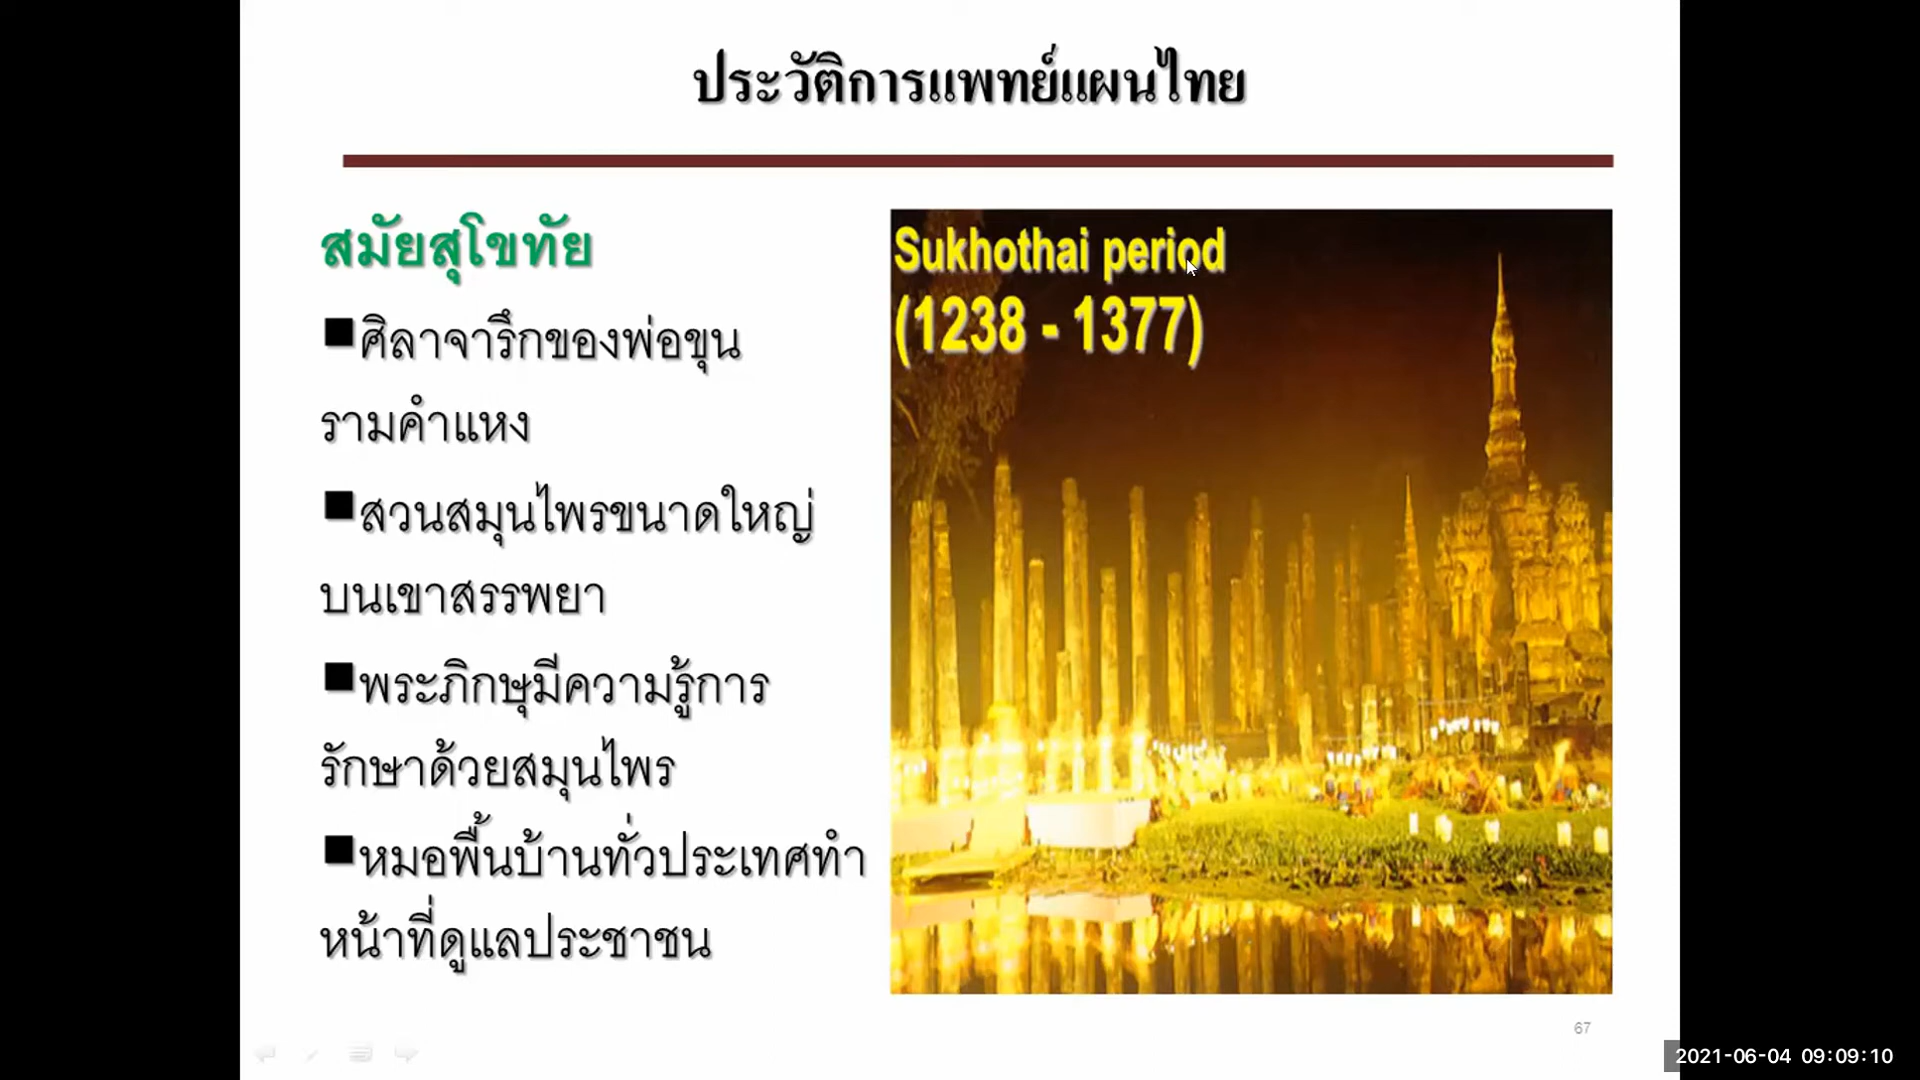 ประวัติการแพทย์แผนไทย
สมัยสุโขทัย
■ศิลาจารึกของพ่อขุน
รามคำแหง
■สวนสมุนไพรขนาดใหญ่
บนเขาสรรพยา
■พระภิกษุมีความรู้การ
รักษาด้วยสมุนไพร
■หมอพื้นบ้านทั่วประเทศทำ
หน้าที่ดูแลประชาชน
Sukhothai period
(1238 - 1377)
67
2021-06-04 09:09:10